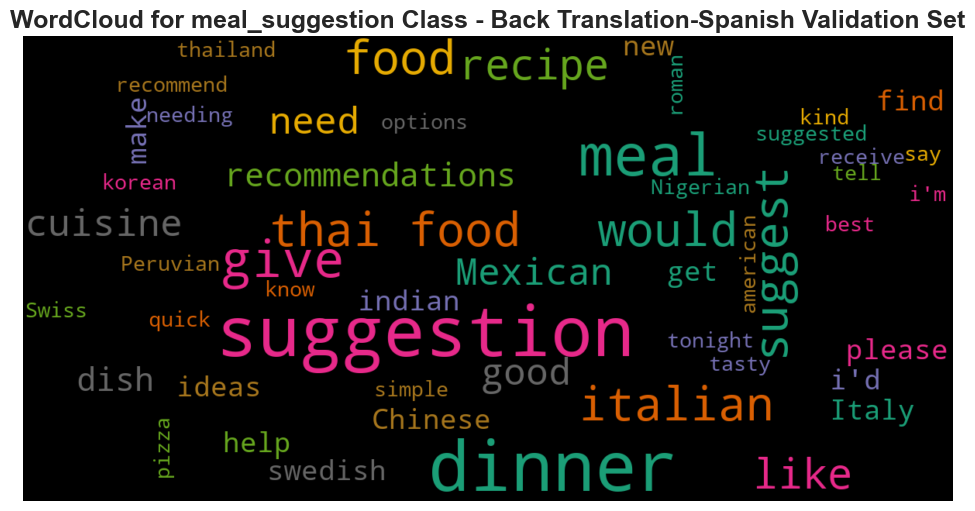 WordCloud for meal_suggestion Class - Back Translation-Spanish Validation Set
thailand
food
recipe
new
recommend
roman
find
make
needing
need
options
kind
suggested
meal
receive
say
korean
recommendations
Nigerian
tell
i'm
cuisine
thai food
would
suggest
best
american
Peruvian
give
Mexican
get
know
indian
Swiss
quick
suggestion
tonight
please
tasty
dish
ideas
simple
good
i'd
Chinese
italian
Italy
pizza
help
swedish
dinner
like